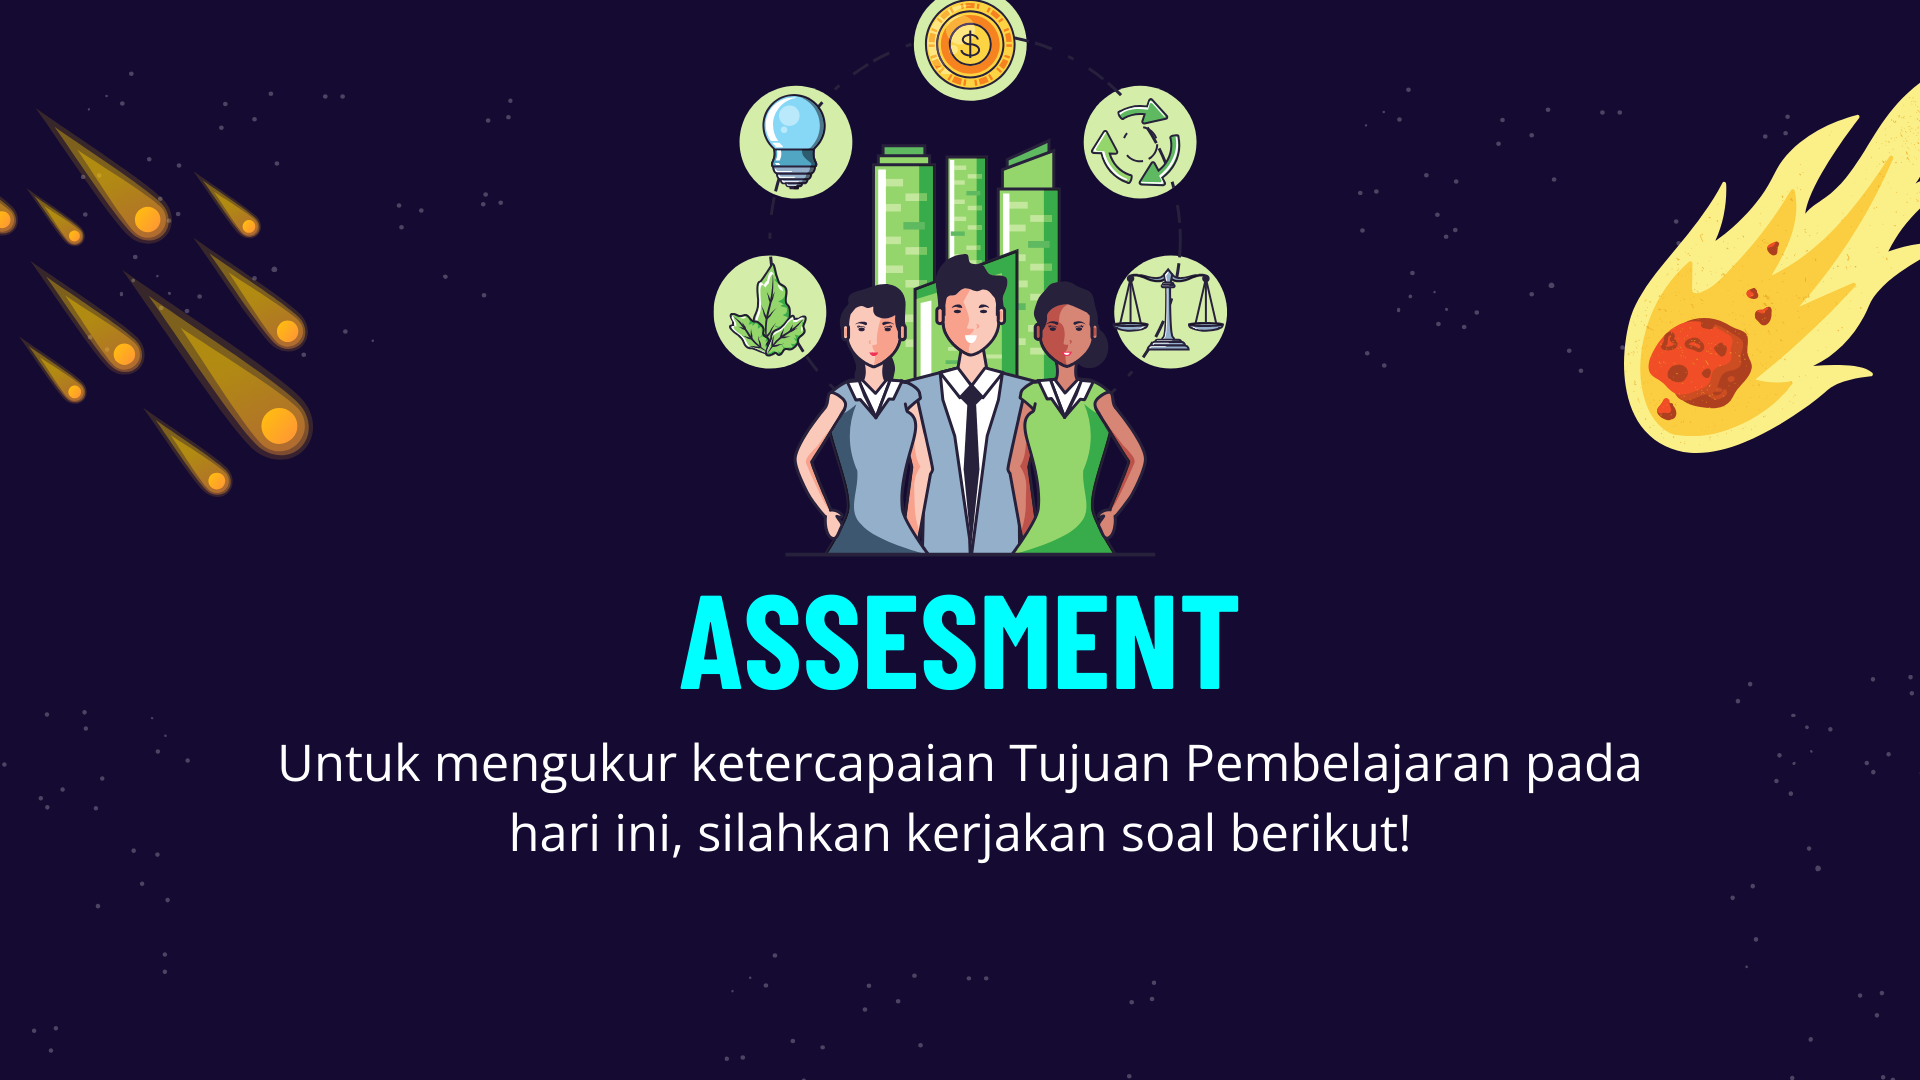 $
ASSESMENT
Untuk mengukur ketercapaian Tujuan Pembelajaran pada
hari ini, silahkan kerjakan soal berikut!